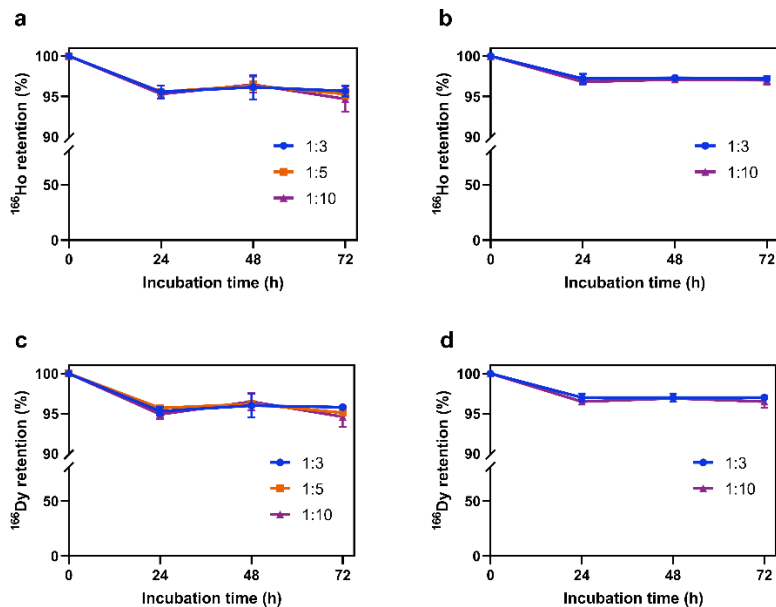 a
100
95
90
50
0
¹⁶⁶Ho retention (%)
1:3
1:5
1:10
0 24 48 72
Incubation time (h)
b
100
95
90
50
0
¹⁶⁶Ho retention (%)
1:3
1:10
0 24 48 72
Incubation time (h)
c
100
95
90
50
0
¹⁶⁶Dy retention (%)
1:3
1:5
1:10
0 24 48 72
Incubation time (h)
d
100
95
90
50
0
¹⁶⁶Dy retention (%)
1:3
1:10
0 24 48 72
Incubation time (h)